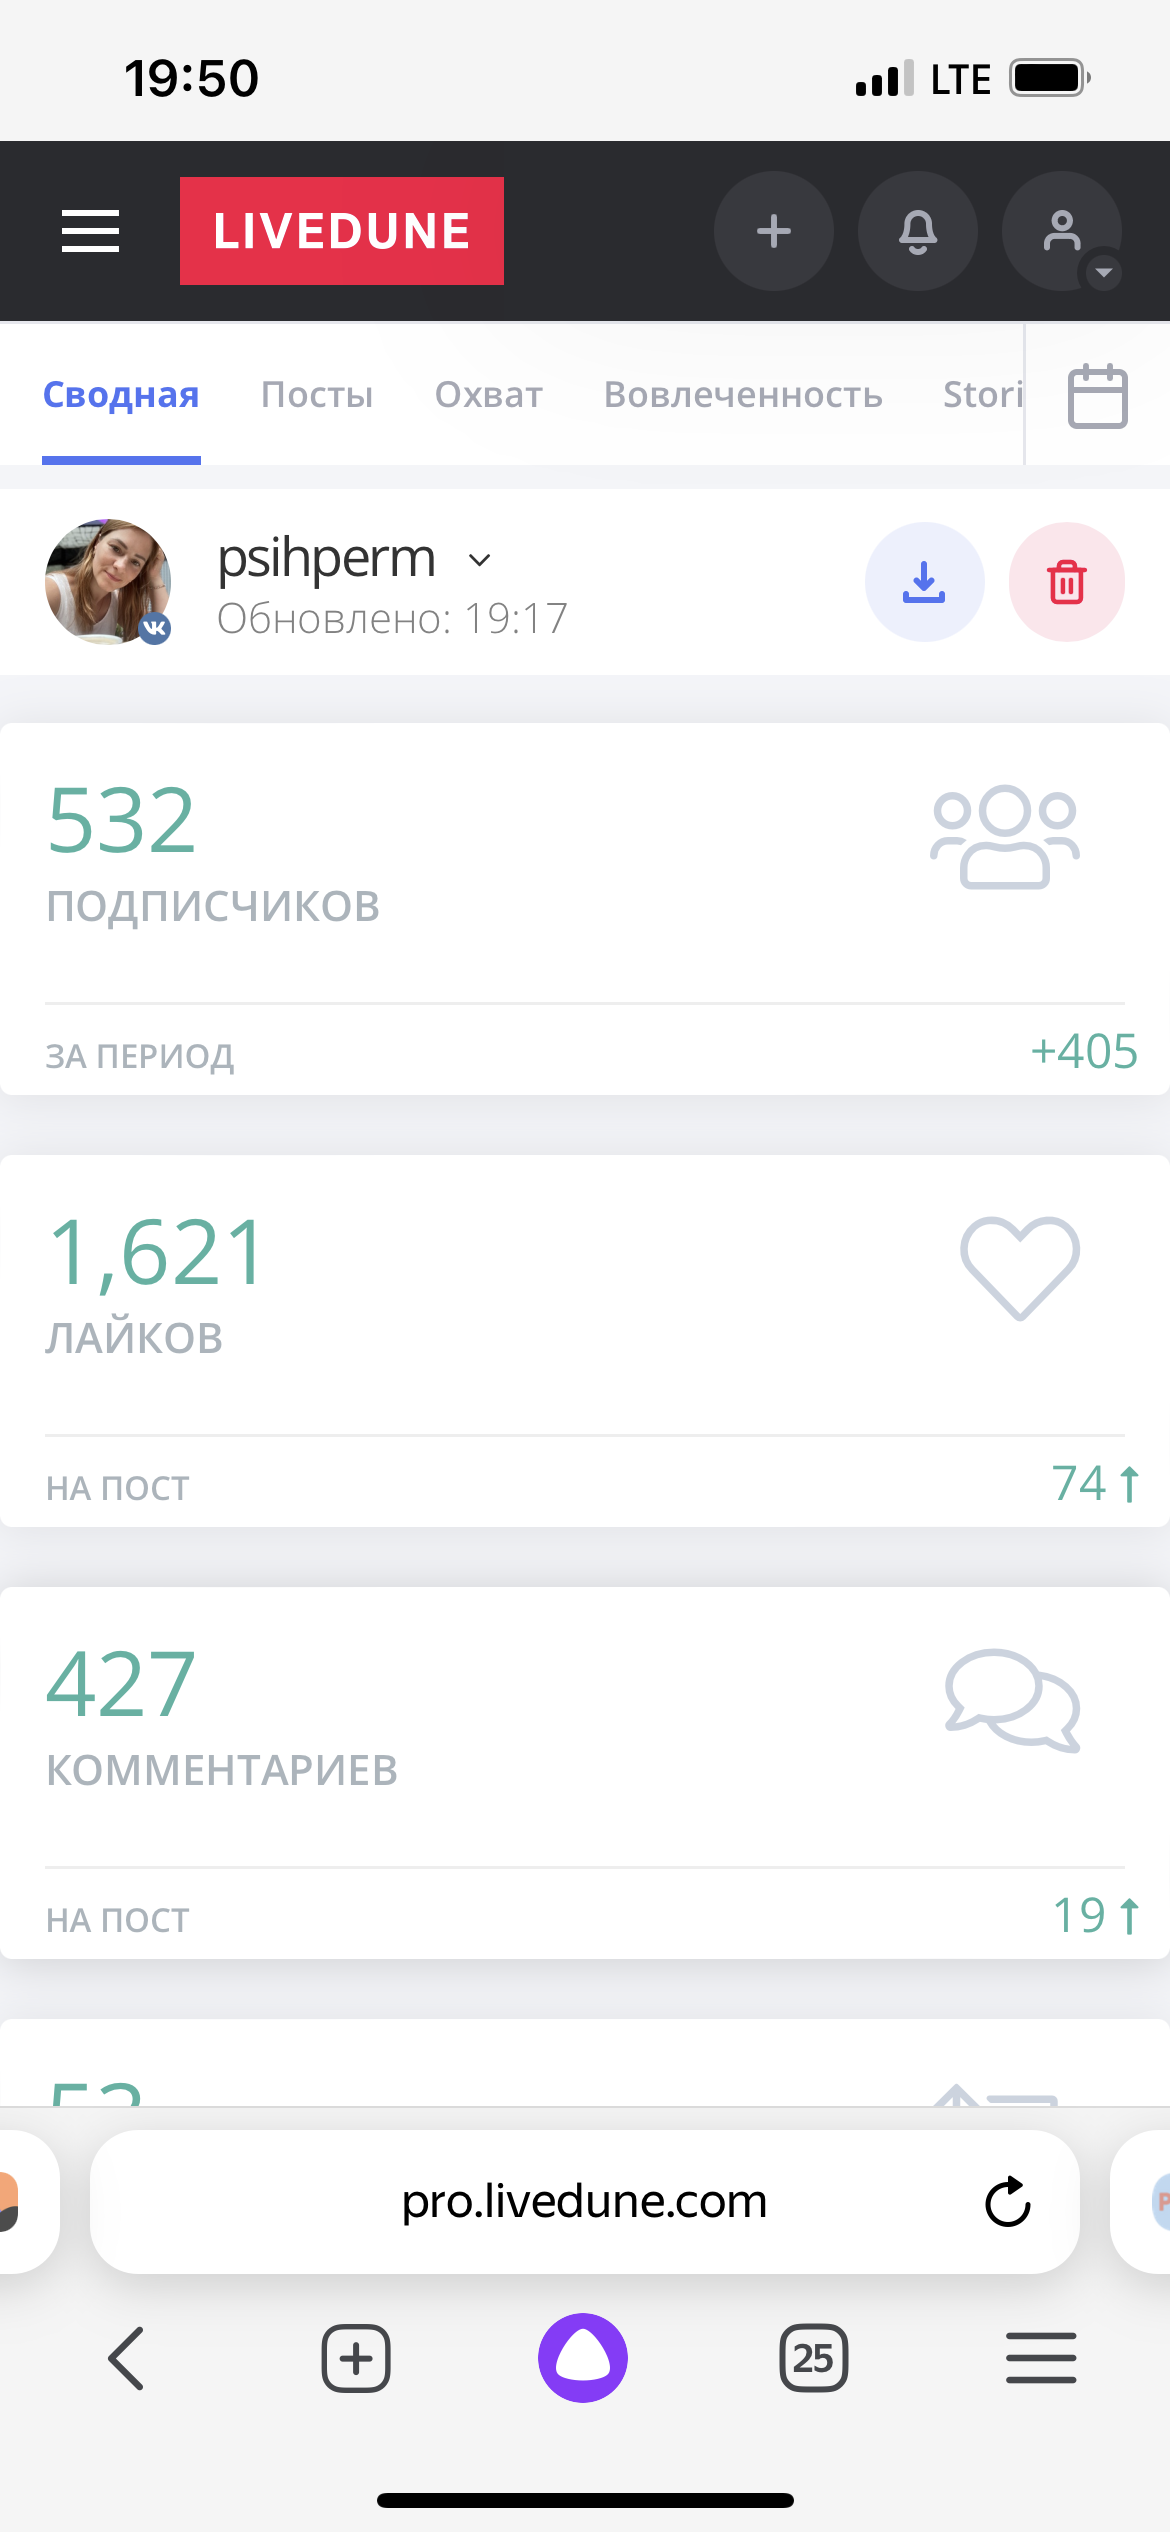 19:50 LTE
LIVEDUNE
Сводная Посты Охват Вовлеченность Stori
psihperm
Обновлено: 19:17
532
ПОДПИСЧИКОВ
ЗА ПЕРИОД +405
1,621
ЛАЙКОВ
НА ПОСТ 74
427
КОММЕНТАРИЕВ
НА ПОСТ 19
pro.livedune.com
25